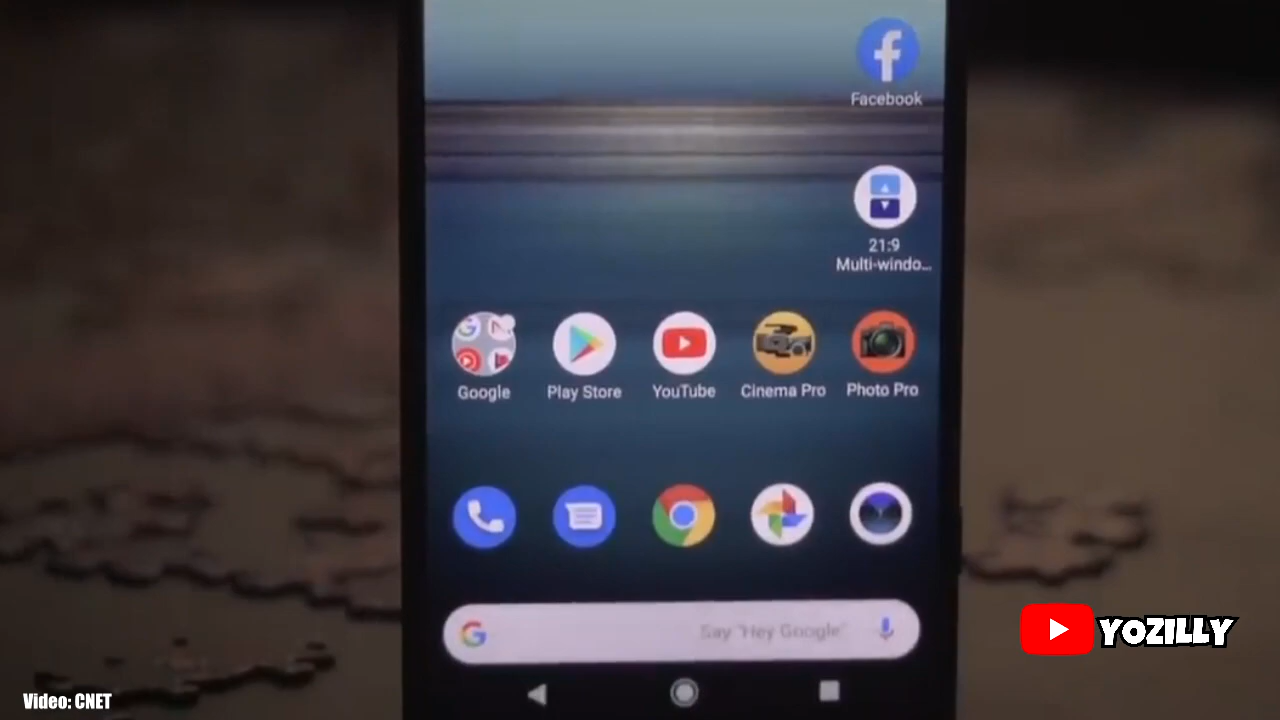 Facebook
21:9
Multi-windo...
Google
Play Store
YouTube
Cinema Pro
Photo Pro
Say "Hey Google"
YOZILLY
Video: CNET